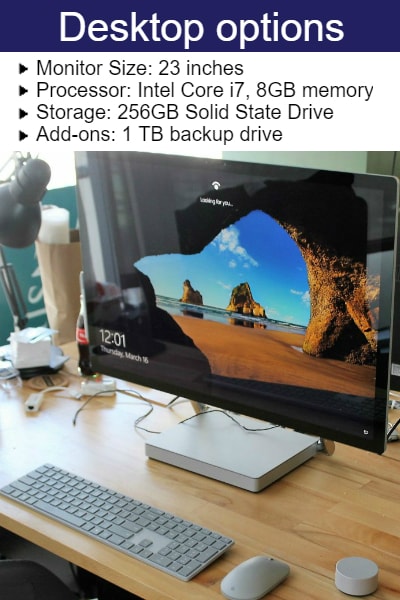 Desktop options
Monitor Size: 23 inches
Processor: Intel Core i7, 8GB memory
Storage: 256GB Solid State Drive
Add-ons: 1 TB backup drive
Looking for you...
12:01
Thursday, March 16